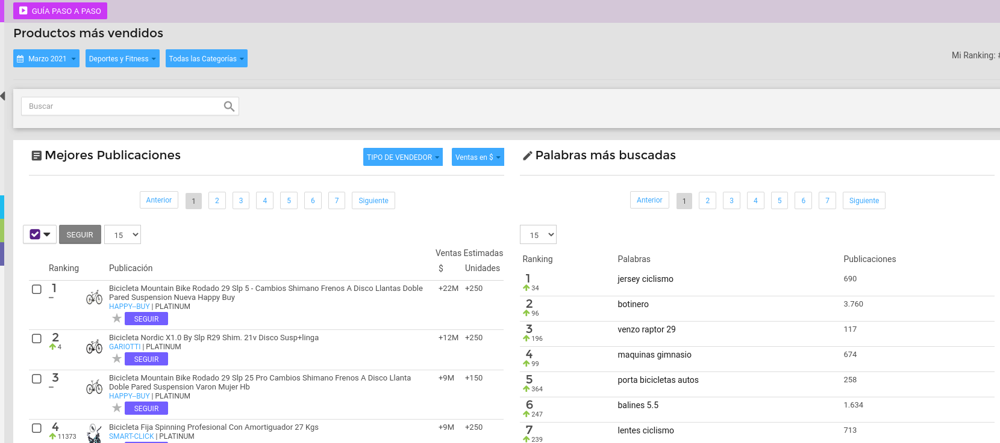 GUÍA PASO A PASO
Productos más vendidos
Marzo 2021
Deportes y Fitness
Todas las Categorías
Mi Ranking: #
Buscar
Mejores Publicaciones
TIPO DE VENDEDOR
Ventas en $
Anterior 1 2 3 4 5 6 7 Siguiente
SEGUIR
15
Ventas Estimadas
Ranking Publicación $ Unidades
1
Bicicleta Mountain Bike Rodado 29 Slp 5 - Cambios Shimano Frenos A Disco Llantas Doble +22M +250
Pared Suspension Nueva Happy Buy
HAPPY--BUY | PLATINUM
SEGUIR
2
Bicicleta Nordic X1.0 By Slp R29 Shim. 21v Disco Susp+linga +12M +250
4
GARIOTTI | PLATINUM
SEGUIR
3
Bicicleta Mountain Bike Rodado 29 Slp 25 Pro Cambios Shimano Frenos A Disco Llanta +9M +150
Doble Pared Suspension Varon Mujer Hb
HAPPY--BUY | PLATINUM
SEGUIR
4
Bicicleta Fija Spinning Profesional Con Amortiguador 27 Kgs +9M +250
11373
SMART-CLICK | PLATINUM
Palabras más buscadas
Anterior 1 2 3 4 5 6 7 Siguiente
15
Ranking Palabras Publicaciones
1 jersey ciclismo 690
34
2 botinero 3.760
96
3 venzo raptor 29 117
196
4 maquinas gimnasio 674
99
5 porta bicicletas autos 258
364
6 balines 5.5 1.634
247
7 lentes ciclismo 713
239